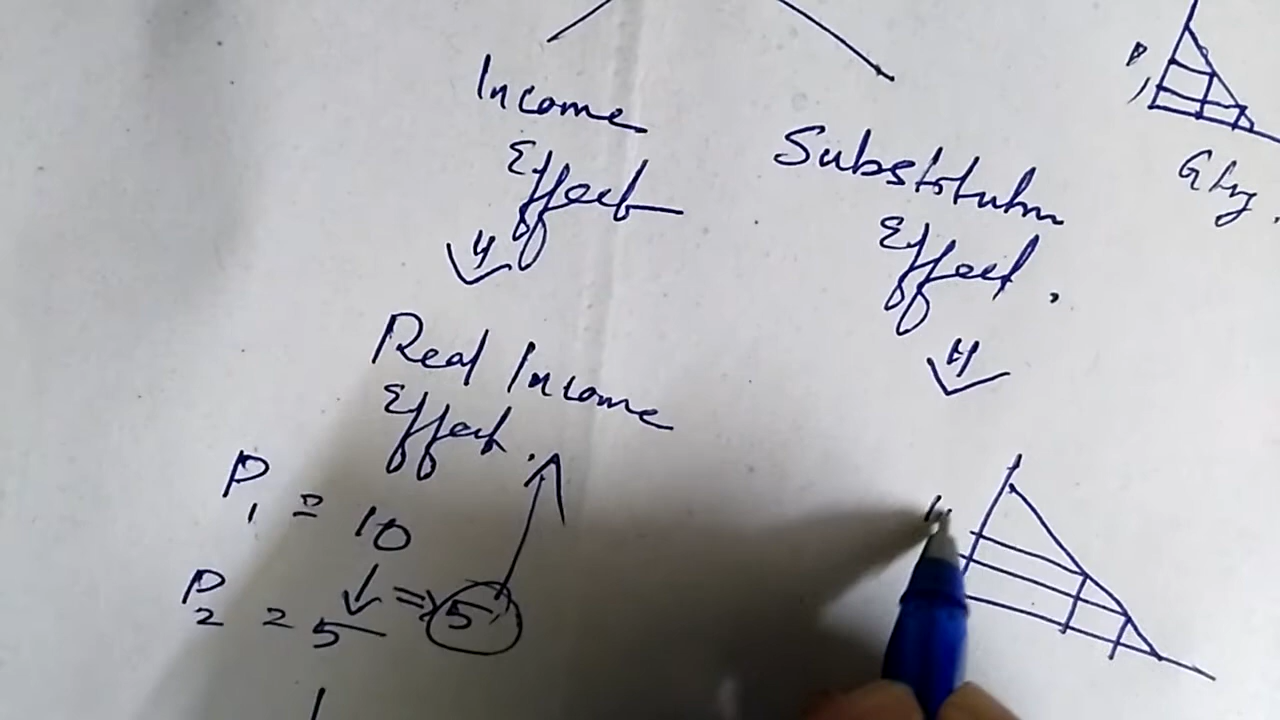 Income
Effect
Substitution
Effect.
Real Income
Effect.
P1 = 10
P2 = 5 => 5